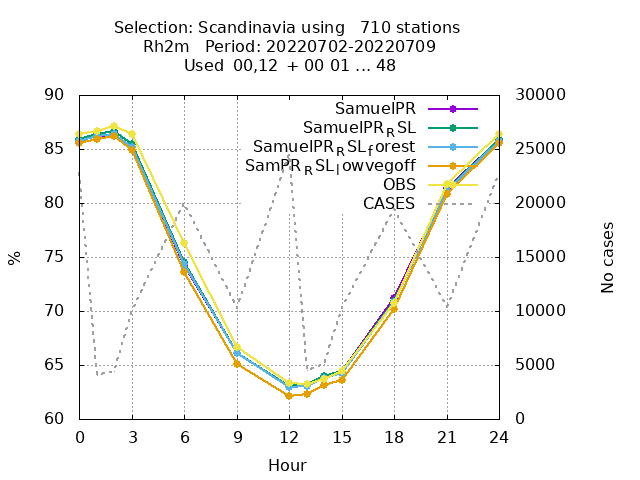 Selection: Scandinavia using   710 stations
Rh2m   Period: 20220702-20220709
Used  00,12  + 00 01 ... 48
90 30000
SamuelPR
SamuelPR_RSL
85 25000
SamuelPR_RSL_forest
SamPR_RSL_lowvegoff
OBS
80 CASES 20000
% 75 15000 No cases
70 10000
65 5000
60 0
0 3 6 9 12 15 18 21 24
Hour